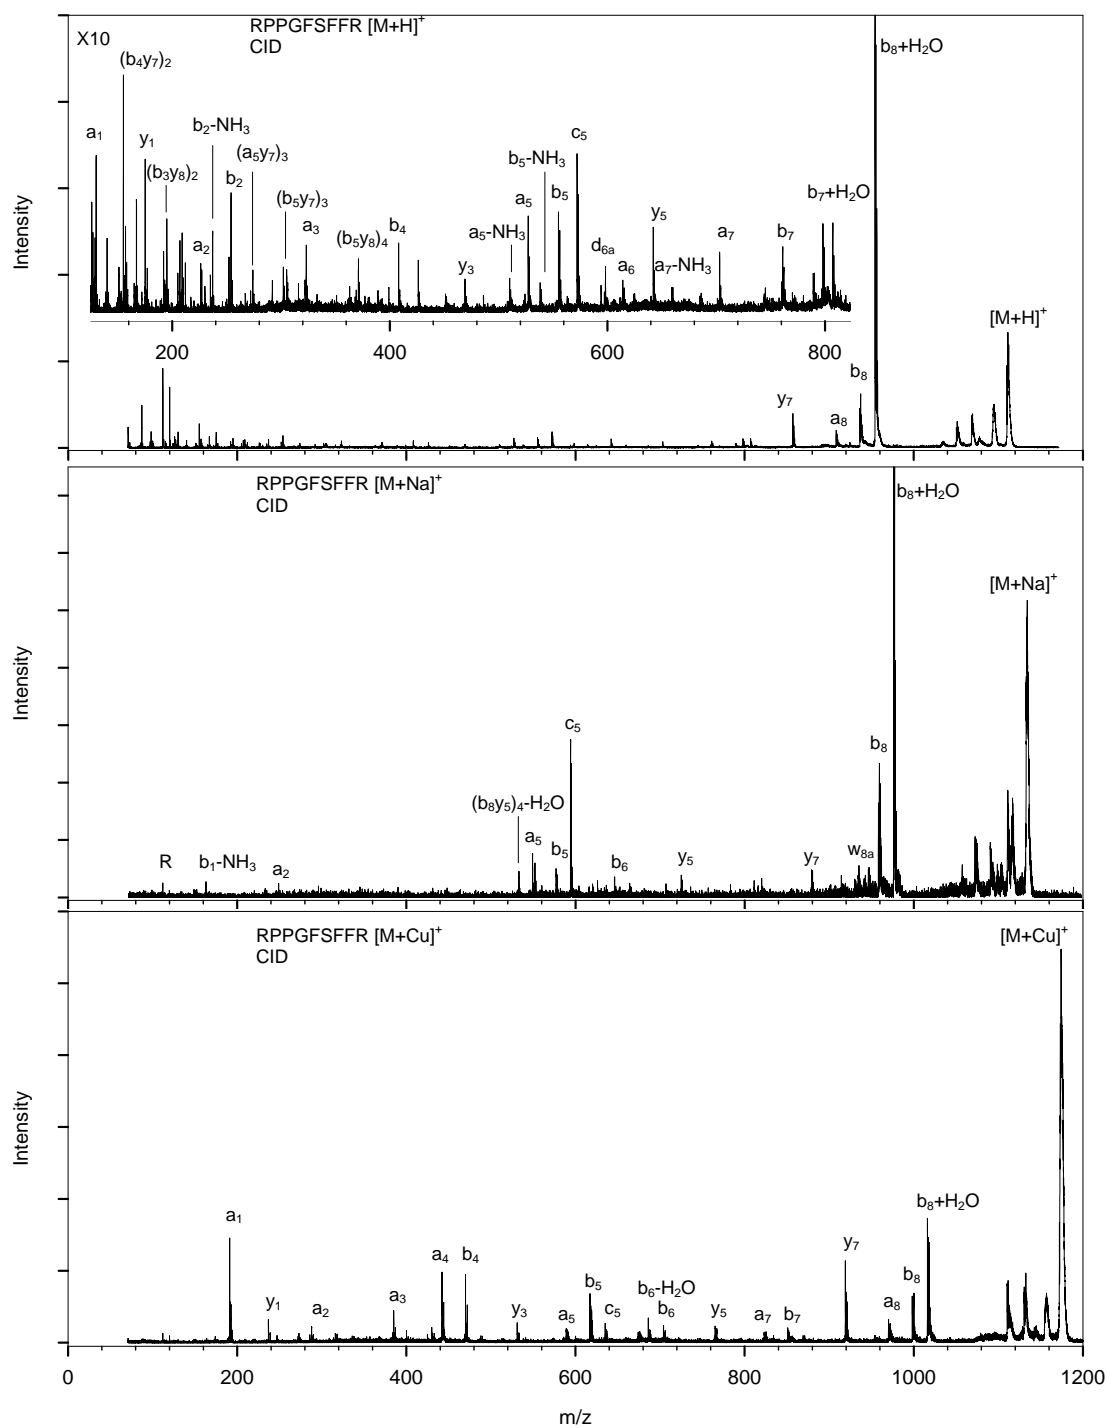 RPPGFSFFR [M+H]+
CID
X10
b8+H2O
(b4y7)2
a1
y1
b2-NH3
(a5y7)3
(b3y8)2
b2
(b5y7)3
a2
a3
(b5y8)4
b4
y3
a5-NH3
a5
b5-NH3
b5
c5
d6a
a6
y5
a7-NH3
a7
b7
b7+H2O
200
400
600
800
[M+H]+
y7
a8
b8
Intensity
RPPGFSFFR [M+Na]+
CID
b8+H2O
[M+Na]+
c5
b8
(b8y5)4-H2O
a5
b5
R
b1-NH3
a2
b6
y5
y7
w8a
Intensity
RPPGFSFFR [M+Cu]+
CID
[M+Cu]+
a1
b8+H2O
a4
b4
y7
y1
a2
a3
y3
a5
b5
c5
b6-H2O
b6
y5
a7
b7
a8
b8
Intensity
0
200
400
600
800
1000
1200
m/z